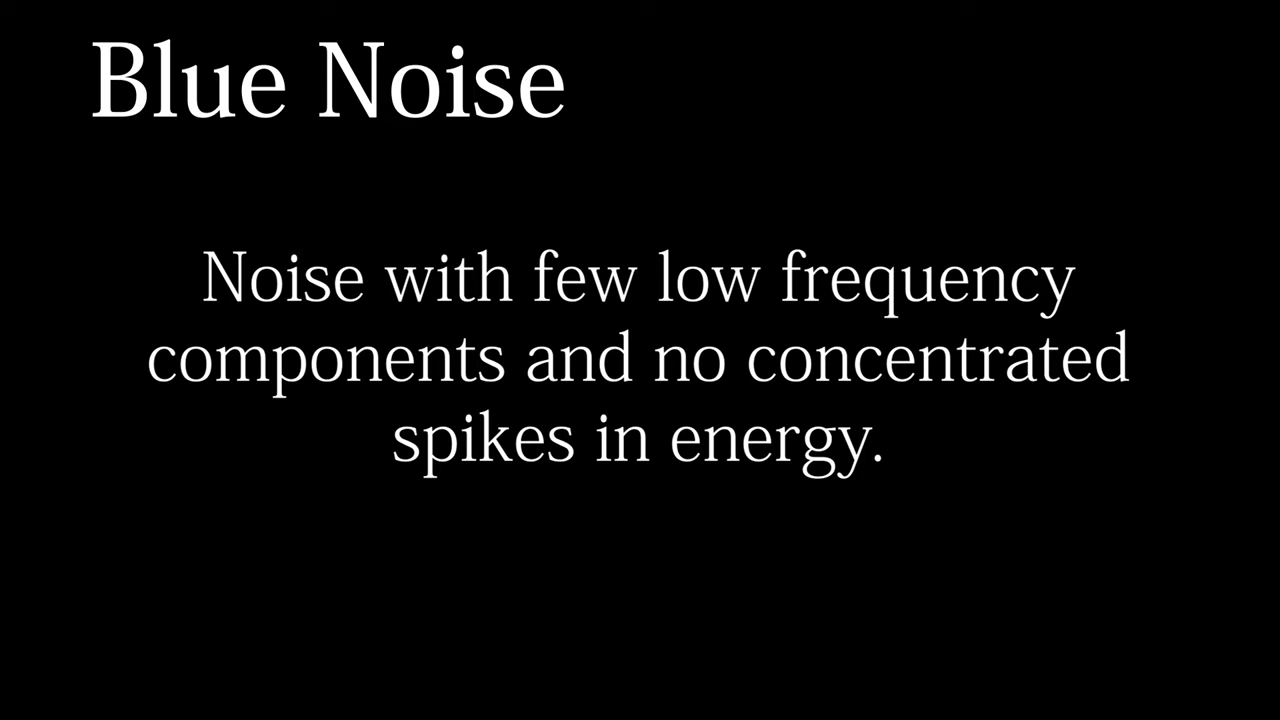 Blue Noise
Noise with few low frequency
components and no concentrated
spikes in energy.